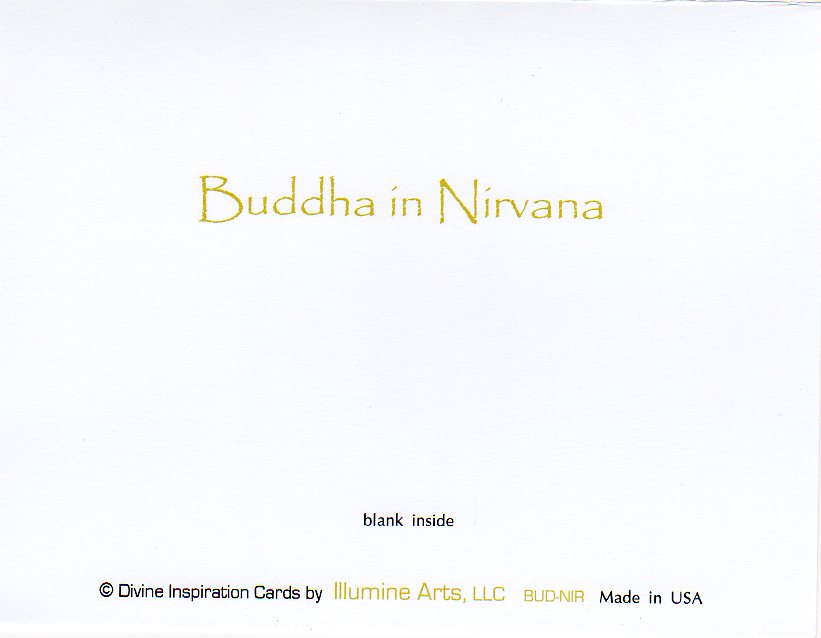 Buddha in Nirvana
blank inside
© Divine Inspiration Cards by Illumine Arts, LLC BUD-NIR Made in USA